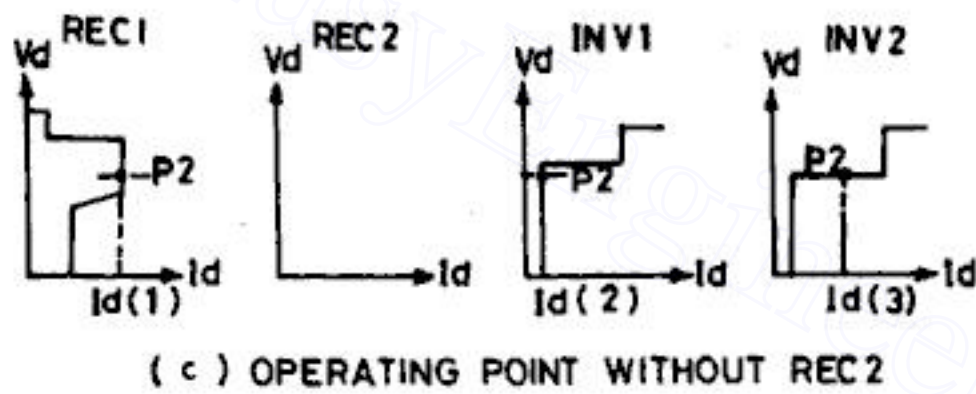 REC1 REC2 INV1 INV2
Vd Vd Vd Vd
P2 P2 P2
Id Id Id Id
Id(1) Id(2) Id(3)
(c) OPERATING POINT WITHOUT REC2